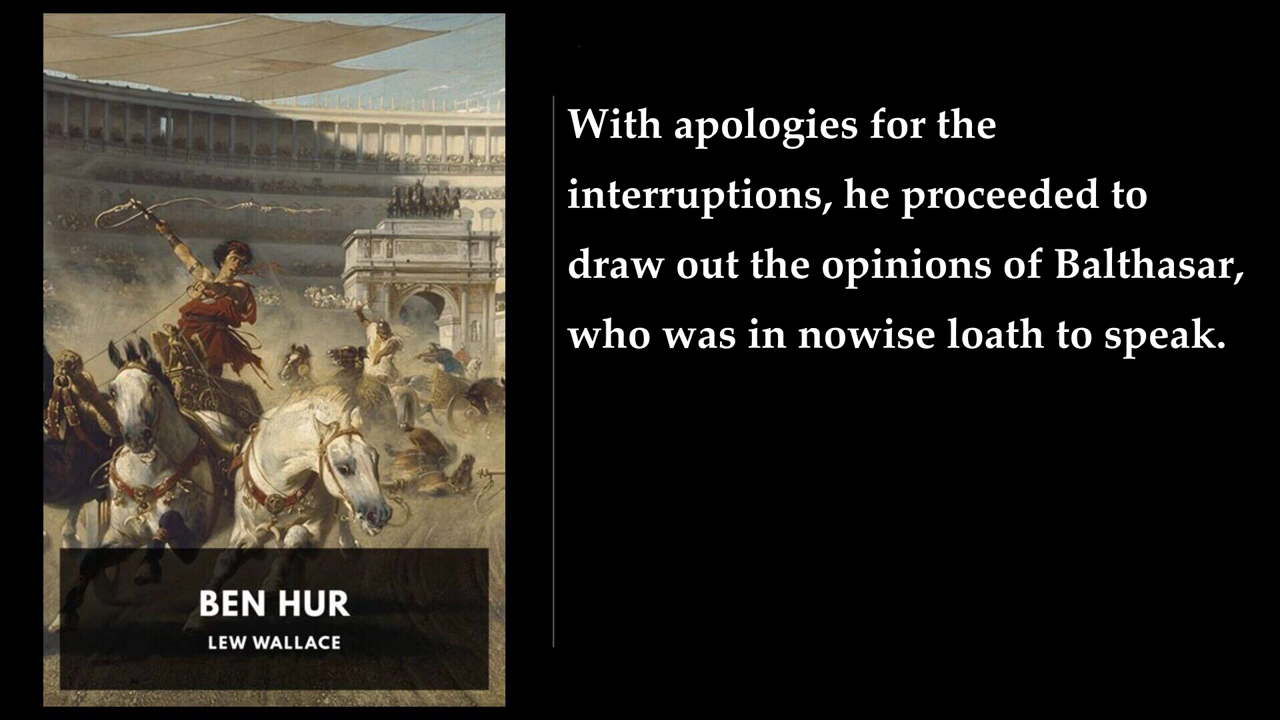 BEN HUR
LEW WALLACE
With apologies for the
interruptions, he proceeded to
draw out the opinions of Balthasar,
who was in nowise loath to speak.